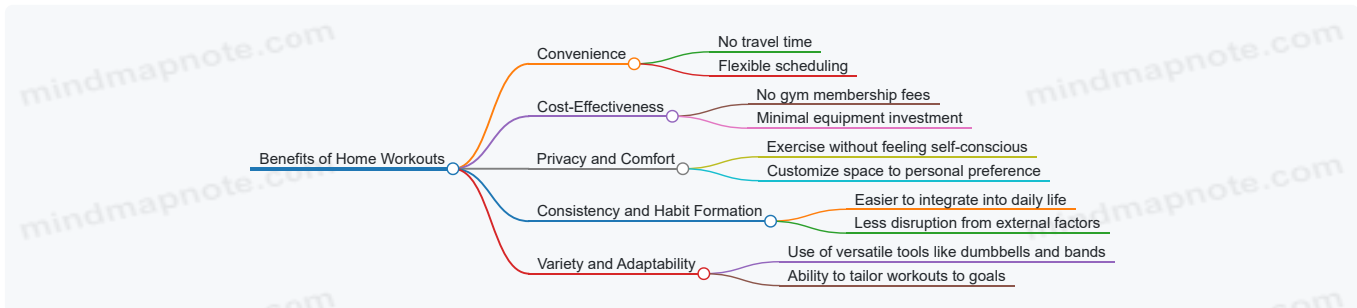 mindmapnote.com
mindmapnote.com
Benefits of Home Workouts
Convenience
No travel time
Flexible scheduling
Cost-Effectiveness
No gym membership fees
Minimal equipment investment
Privacy and Comfort
Exercise without feeling self-conscious
Customize space to personal preference
Consistency and Habit Formation
Easier to integrate into daily life
Less disruption from external factors
Variety and Adaptability
Use of versatile tools like dumbbells and bands
Ability to tailor workouts to goals
mindmapnote.com
mindmapnote.com